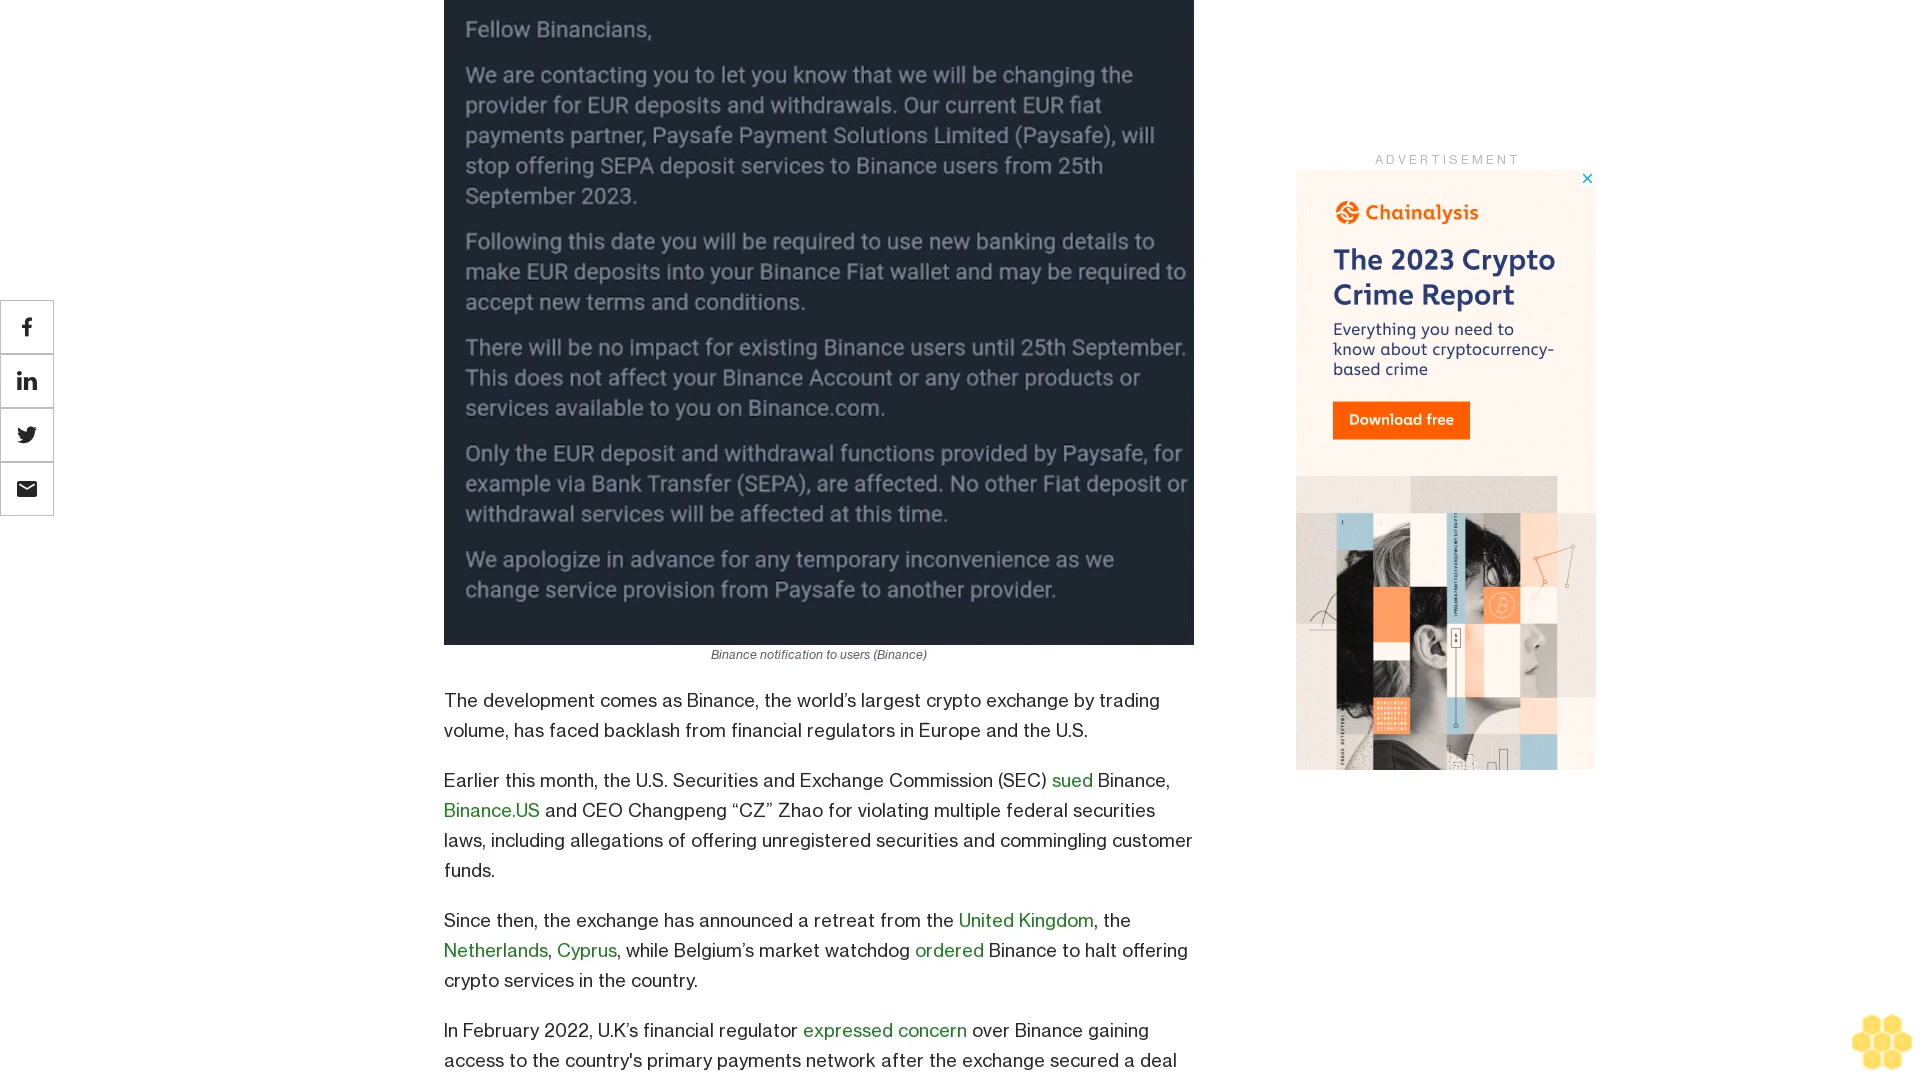 Fellow Binancians,
We are contacting you to let you know that we will be changing the
provider for EUR deposits and withdrawals. Our current EUR fiat
payments partner, Paysafe Payment Solutions Limited (Paysafe), will
stop offering SEPA deposit services to Binance users from 25th
September 2023.
Following this date you will be required to use new banking details to
make EUR deposits into your Binance Fiat wallet and may be required to
accept new terms and conditions.
There will be no impact for existing Binance users until 25th September.
This does not affect your Binance Account or any other products or
services available to you on Binance.com.
Only the EUR deposit and withdrawal functions provided by Paysafe, for
example via Bank Transfer (SEPA), are affected. No other Fiat deposit or
withdrawal services will be affected at this time.
We apologize in advance for any temporary inconvenience as we
change service provision from Paysafe to another provider.
Binance notification to users (Binance)
The development comes as Binance, the world’s largest crypto exchange by trading
volume, has faced backlash from financial regulators in Europe and the U.S.
Earlier this month, the U.S. Securities and Exchange Commission (SEC) sued Binance,
Binance.US and CEO Changpeng “CZ” Zhao for violating multiple federal securities
laws, including allegations of offering unregistered securities and commingling customer
funds.
Since then, the exchange has announced a retreat from the United Kingdom, the
Netherlands, Cyprus, while Belgium’s market watchdog ordered Binance to halt offering
crypto services in the country.
In February 2022, U.K’s financial regulator expressed concern over Binance gaining
access to the country's primary payments network after the exchange secured a deal
ADVERTISEMENT
Chainalysis
The 2023 Crypto
Crime Report
Everything you need to
know about cryptocurrency-
based crime
Download free